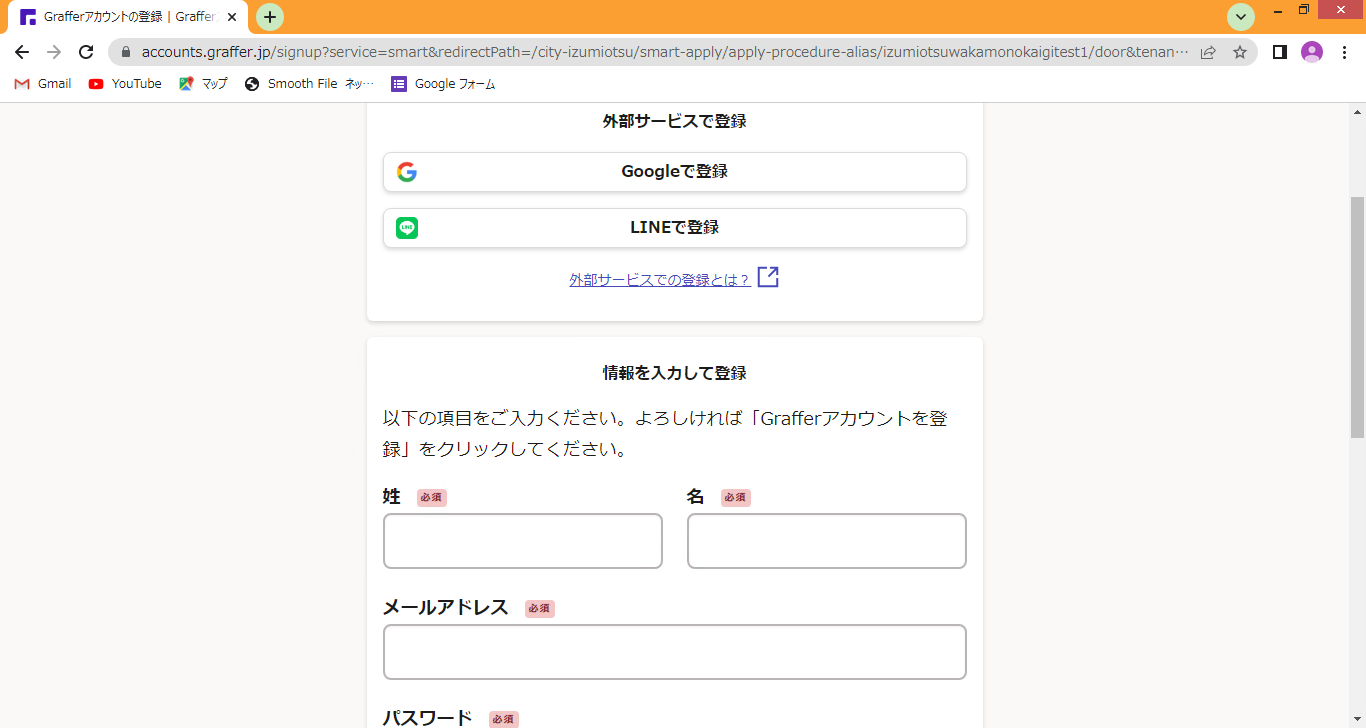 Grafferアカウントの登録 | Graffer
accounts.graffer.jp/signup?service=smart&redirectPath=/city-izumiotsu/smart-apply/apply-procedure-alias/izumiotsuwakamonokaigitest1/door&tenan…
Gmail YouTube マップ Smooth File ネッ… Google フォーム
外部サービスで登録
Googleで登録
LINEで登録
外部サービスでの登録とは？
情報を入力して登録
以下の項目をご入力ください。よろしければ「Grafferアカウントを登
録」をクリックしてください。
姓 必須 名 必須
メールアドレス 必須
パスワード 必須